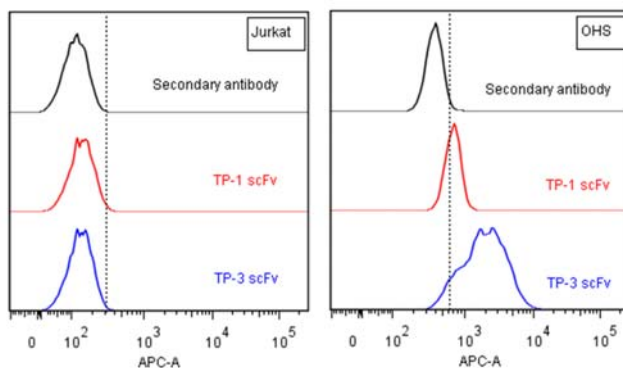 Jurkat
Secondary antibody
TP-1 scFv
TP-3 scFv
0 10² 10³ 10⁴ 10⁵
APC-A
OHS
Secondary antibody
TP-1 scFv
TP-3 scFv
0 10² 10³ 10⁴ 10⁵
APC-A